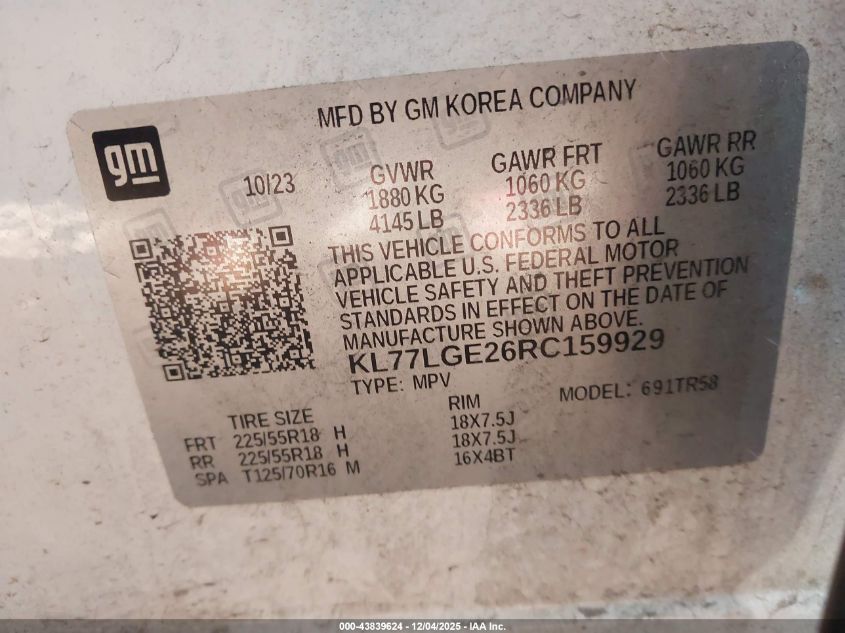 MFD BY GM KOREA COMPANY
gm
10/23
GVWR
1880 KG
4145 LB
GAWR FRT
1060 KG
2336 LB
GAWR RR
1060 KG
2336 LB
THIS VEHICLE CONFORMS TO ALL
APPLICABLE U.S. FEDERAL MOTOR
VEHICLE SAFETY AND THEFT PREVENTION
STANDARDS IN EFFECT ON THE DATE OF
MANUFACTURE SHOWN ABOVE.
KL77LGE26RC159929
TYPE: MPV
MODEL: 691TR58
TIRE SIZE RIM
FRT 225/55R18 H 18X7.5J
RR 225/55R18 H 18X7.5J
SPA T125/70R16 M 16X4BT
000-43839624 - 12/04/2025 - IAA Inc.